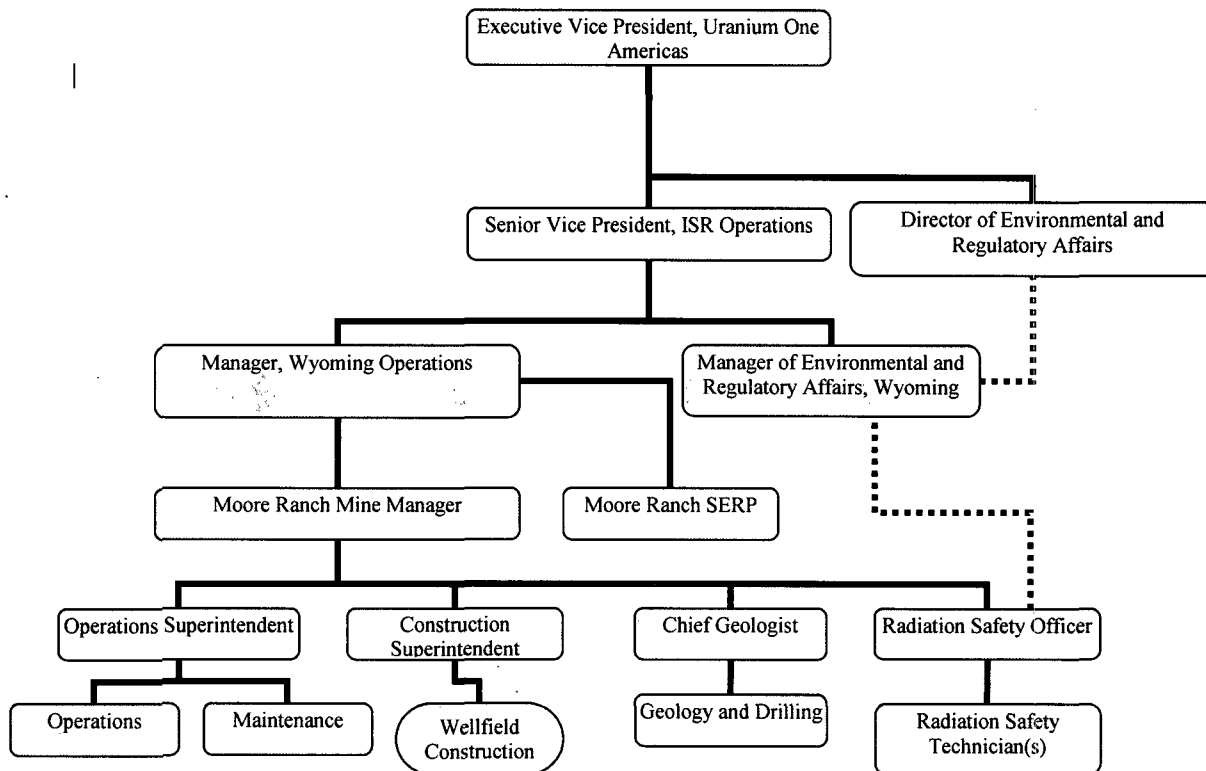 Executive Vice President, Uranium One
Americas
Senior Vice President, ISR Operations
Director of Environmental and
Regulatory Affairs
Manager, Wyoming Operations
Manager of Environmental and
Regulatory Affairs, Wyoming
Moore Ranch Mine Manager
Moore Ranch SERP
Operations Superintendent
Construction
Superintendent
Chief Geologist
Radiation Safety Officer
Operations
Maintenance
Wellfield
Construction
Geology and Drilling
Radiation Safety
Technician(s)